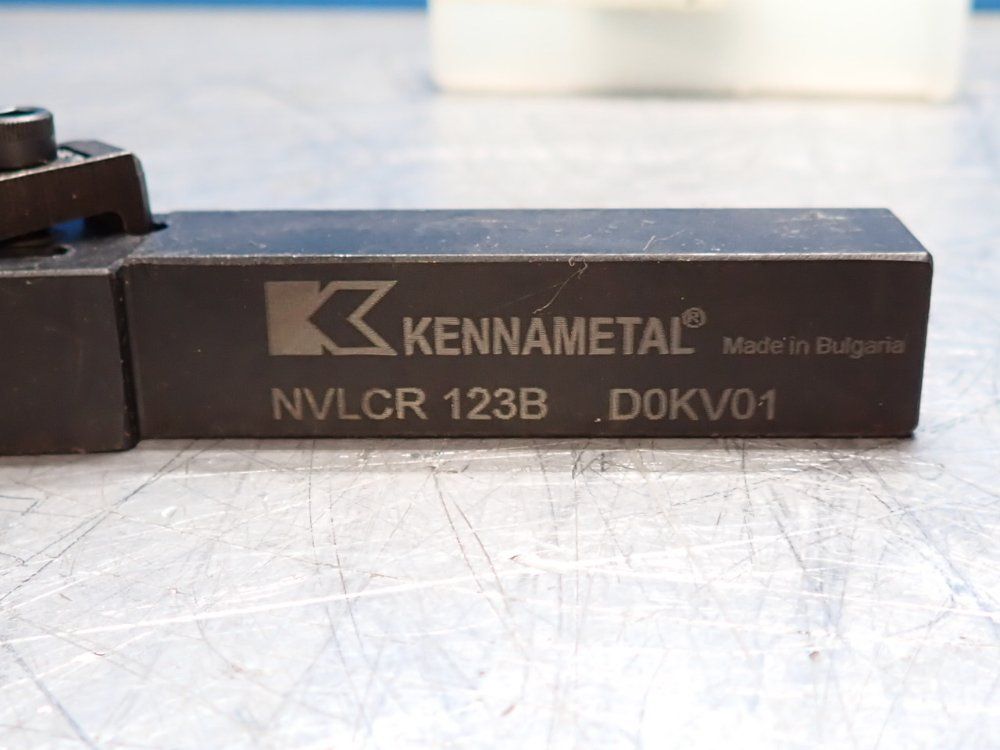 KENNAMETAL® Made in Bulgaria
NVLCR 123B D0KV01